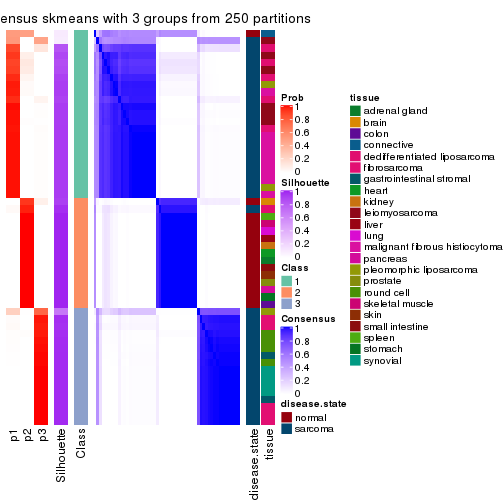 ensus skmeans with 3 groups from 250 partitions
p1
p2
p3
Silhouette
Class
disease.state
tissue
Prob
1
0.8
0.6
0.4
0.2
0
Silhouette
1
0.8
0.6
0.4
0.2
0
Class
1
2
3
Consensus
1
0.8
0.6
0.4
0.2
0
disease.state
normal
sarcoma
tissue
adrenal gland
brain
colon
connective
dedifferentiated liposarcoma
fibrosarcoma
gastrointestinal stromal
heart
kidney
leiomyosarcoma
liver
lung
malignant fibrous histiocytoma
pancreas
pleomorphic liposarcoma
prostate
round cell
skeletal muscle
skin
small intestine
spleen
stomach
synovial